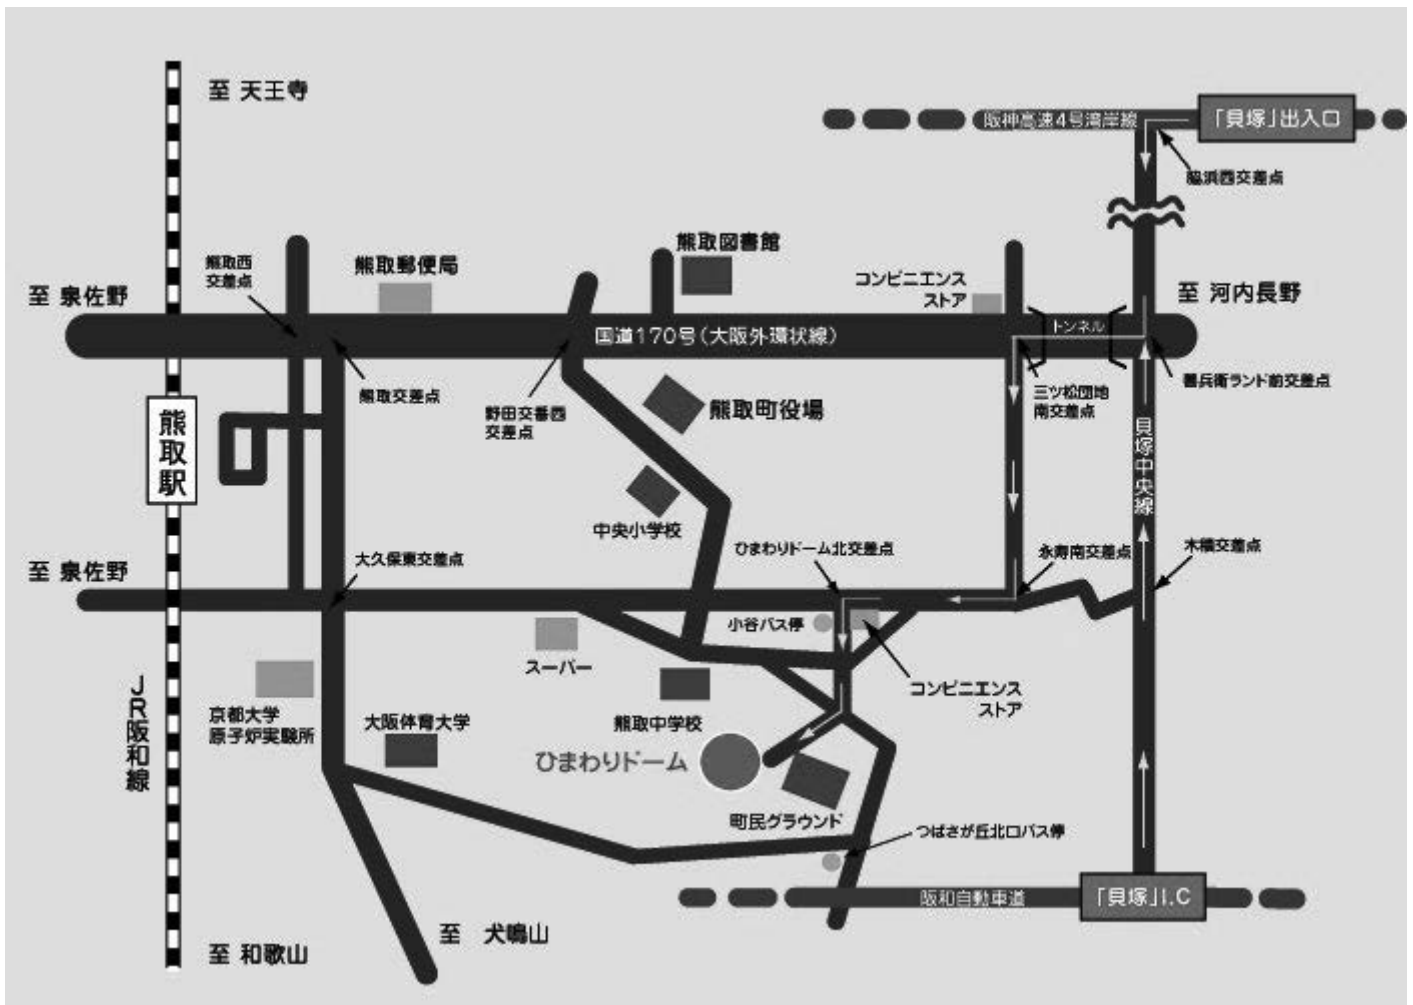 至 天王寺
阪神高速4号湾岸線
「貝塚」出入口
脇浜西交差点
熊取西
交差点
熊取郵便局
熊取図書館
コンビニエンス
ストア
至 泉佐野
至 河内長野
国道170号(大阪外環状線)
トンネル
熊取交差点
野田交番西
交差点
熊取町役場
三ツ松団地
南交差点
善兵衛ランド前交差点
熊取駅
貝塚中央線
中央小学校
ひまわりドーム北交差点
永寿南交差点
木積交差点
至 泉佐野
大久保東交差点
小谷バス停
スーパー
コンビニエンス
ストア
JR阪和線
京都大学
原子炉実験所
大阪体育大学
熊取中学校
ひまわりドーム
町民グラウンド
つばさが丘北口バス停
阪和自動車道
「貝塚」I.C
至 犬鳴山
至 和歌山